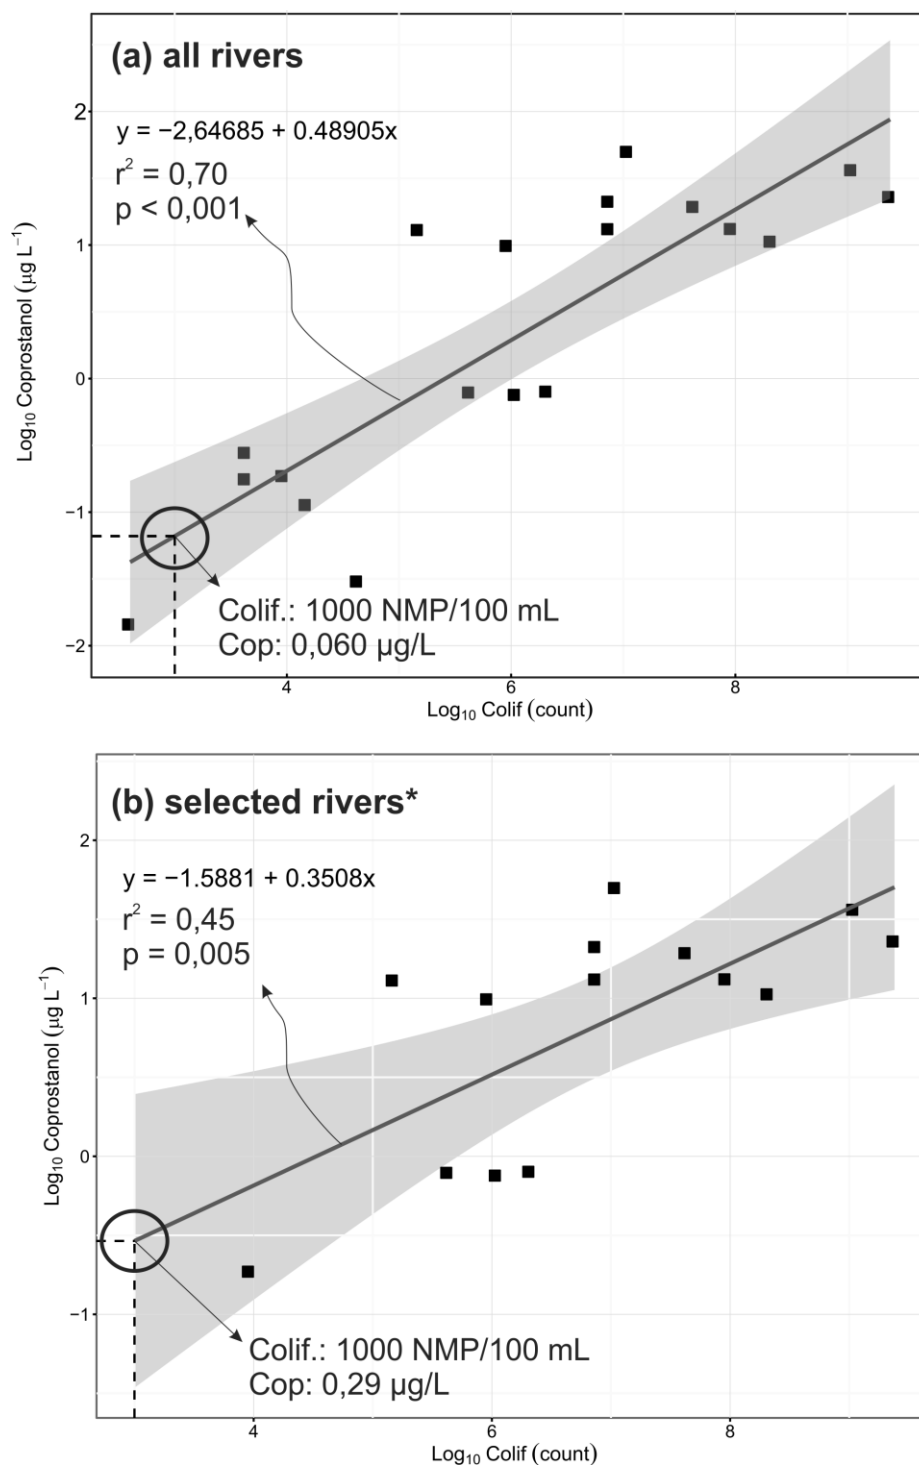 (a) all rivers
y = −2,64685 + 0.48905x
r² = 0,70
p < 0,001
2
1
0
−1
−2
Log₁₀ Coprostanol (µg L⁻¹)
Colif.: 1000 NMP/100 mL
Cop: 0,060 µg/L
4 6 8
Log₁₀ Colif (count)
(b) selected rivers*
y = −1.5881 + 0.3508x
r² = 0,45
p = 0,005
2
1
0
−1
Log₁₀ Coprostanol (µg L⁻¹)
Colif.: 1000 NMP/100 mL
Cop: 0,29 µg/L
4 6 8
Log₁₀ Colif (count)